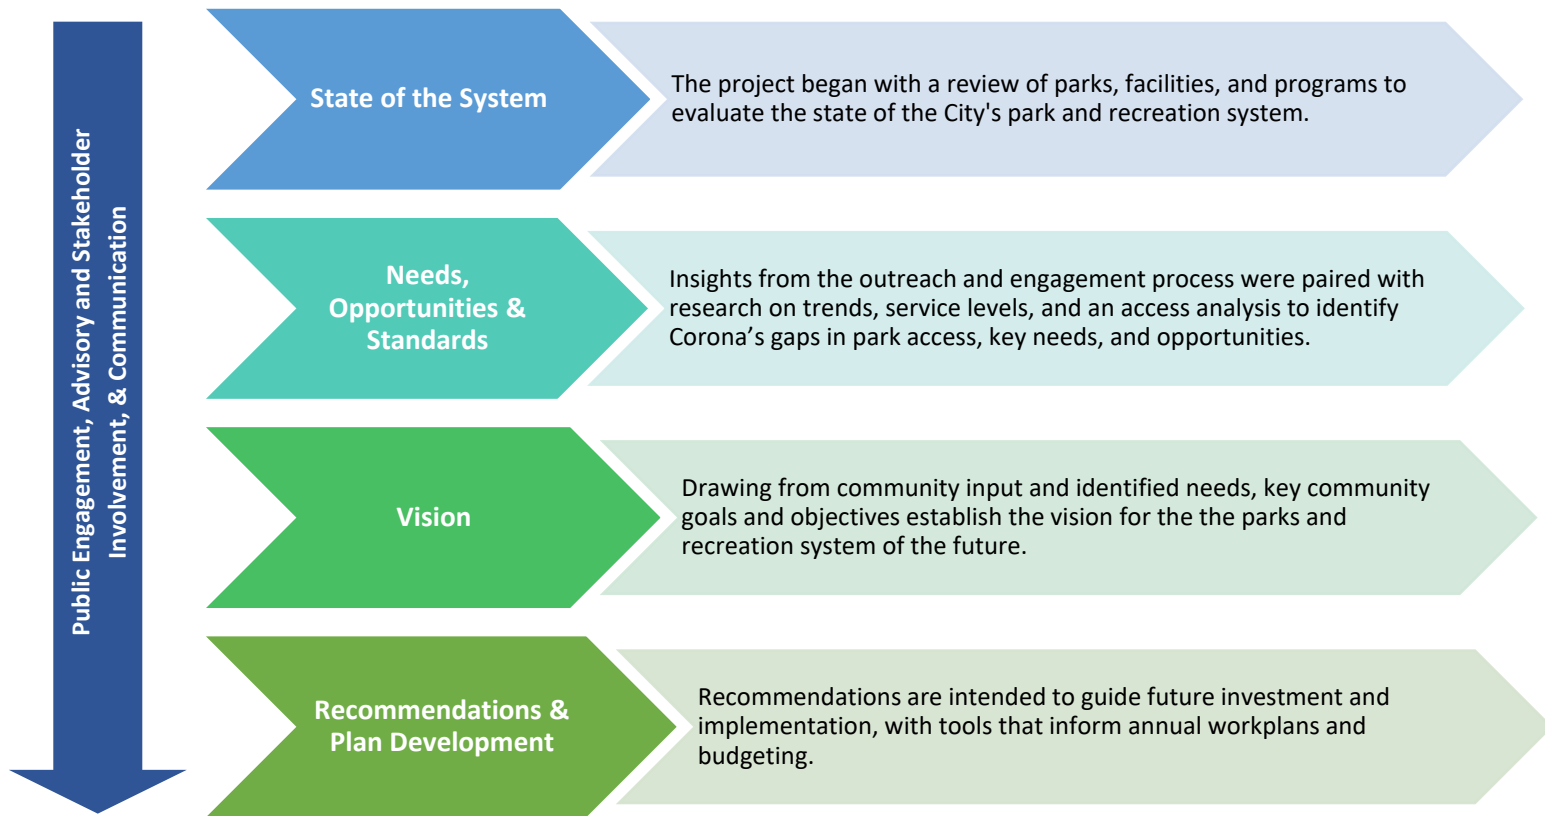 Public Engagement, Advisory and Stakeholder
Involvement, & Communication
State of the System
The project began with a review of parks, facilities, and programs to
evaluate the state of the City's park and recreation system.
Needs,
Opportunities &
Standards
Insights from the outreach and engagement process were paired with
research on trends, service levels, and an access analysis to identify
Corona’s gaps in park access, key needs, and opportunities.
Vision
Drawing from community input and identified needs, key community
goals and objectives establish the vision for the the parks and
recreation system of the future.
Recommendations &
Plan Development
Recommendations are intended to guide future investment and
implementation, with tools that inform annual workplans and
budgeting.